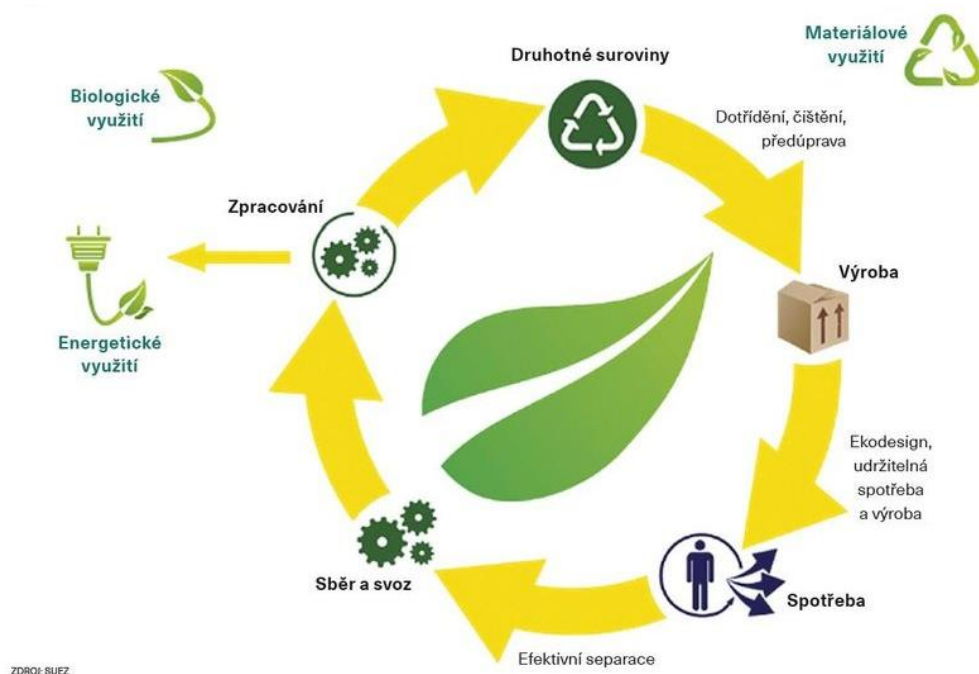 Materiálové
využití
Druhotné suroviny
Biologické
využití
Dotřídění, čištění,
předúprava
Zpracování
Výroba
Energetické
využití
Ekodesign,
udržitelná
spotřeba
a výroba
Sběr a svoz
Spotřeba
Efektivní separace
ZDROJ: SUEZ